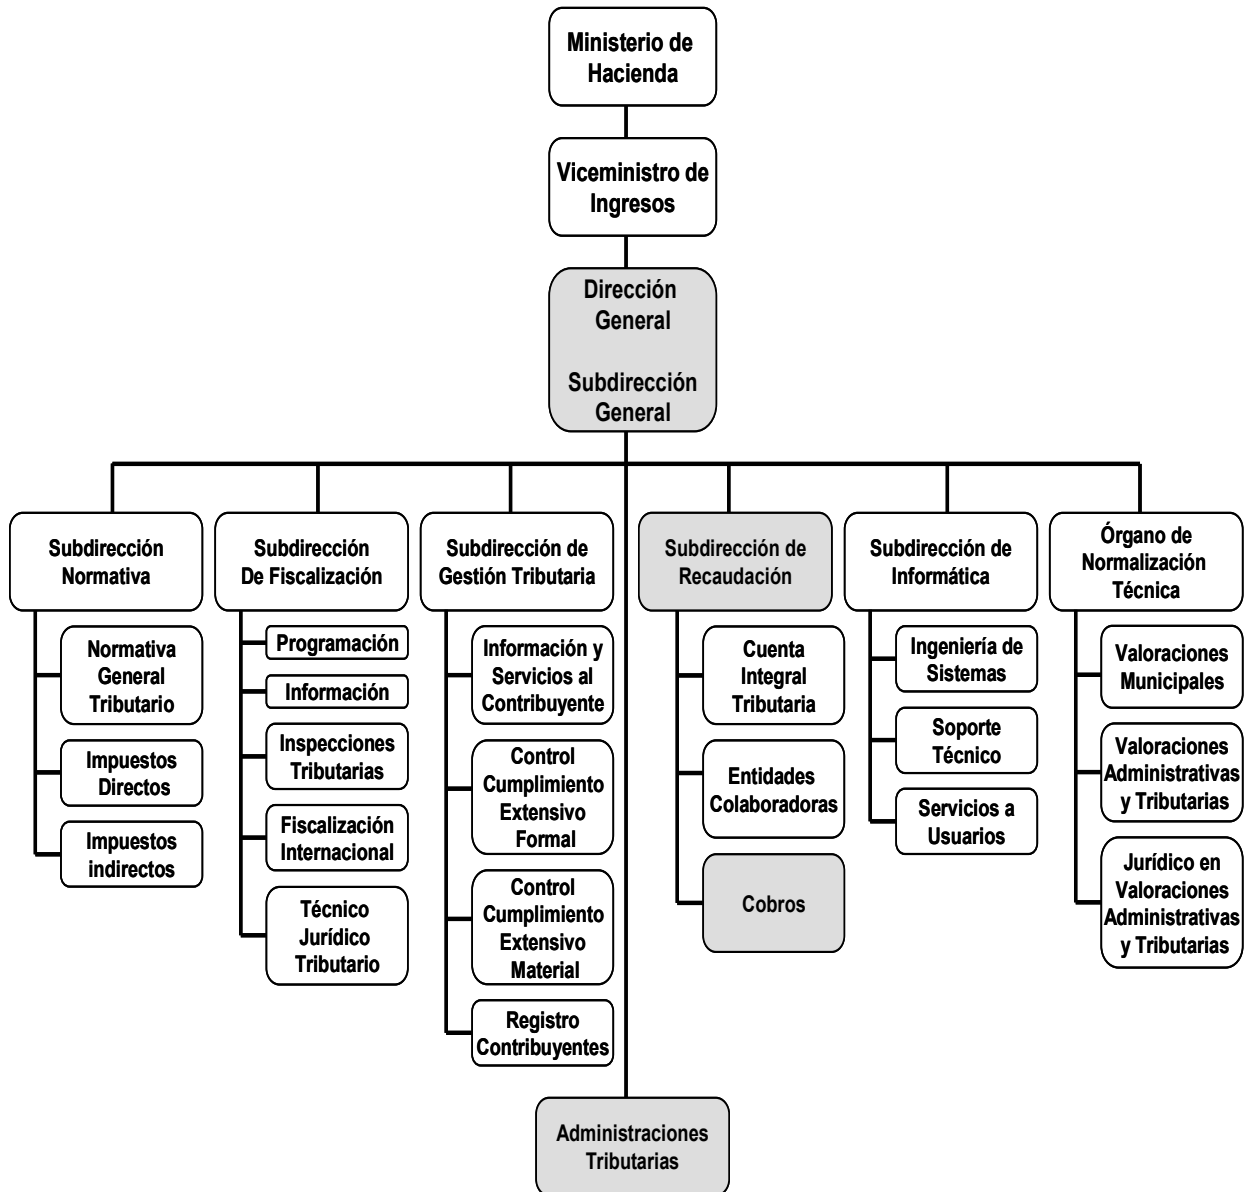 Ministerio de
Hacienda
Viceministro de
Ingresos
Dirección
General
Subdirección
General
Subdirección
Normativa
Normativa
General
Tributario
Impuestos
Directos
Impuestos
indirectos
Subdirección
De Fiscalización
Programación
Información
Inspecciones
Tributarias
Fiscalización
Internacional
Técnico
Jurídico
Tributario
Subdirección de
Gestión Tributaria
Información y
Servicios al
Contribuyente
Control
Cumplimiento
Extensivo
Formal
Control
Cumplimiento
Extensivo
Material
Registro
Contribuyentes
Subdirección de
Recaudación
Cuenta
Integral
Tributaria
Entidades
Colaboradoras
Cobros
Subdirección de
Informática
Ingeniería de
Sistemas
Soporte
Técnico
Servicios a
Usuarios
Órgano de
Normalización
Técnica
Valoraciones
Municipales
Valoraciones
Administrativas
y Tributarias
Jurídico en
Valoraciones
Administrativas
y Tributarias
Administraciones
Tributarias